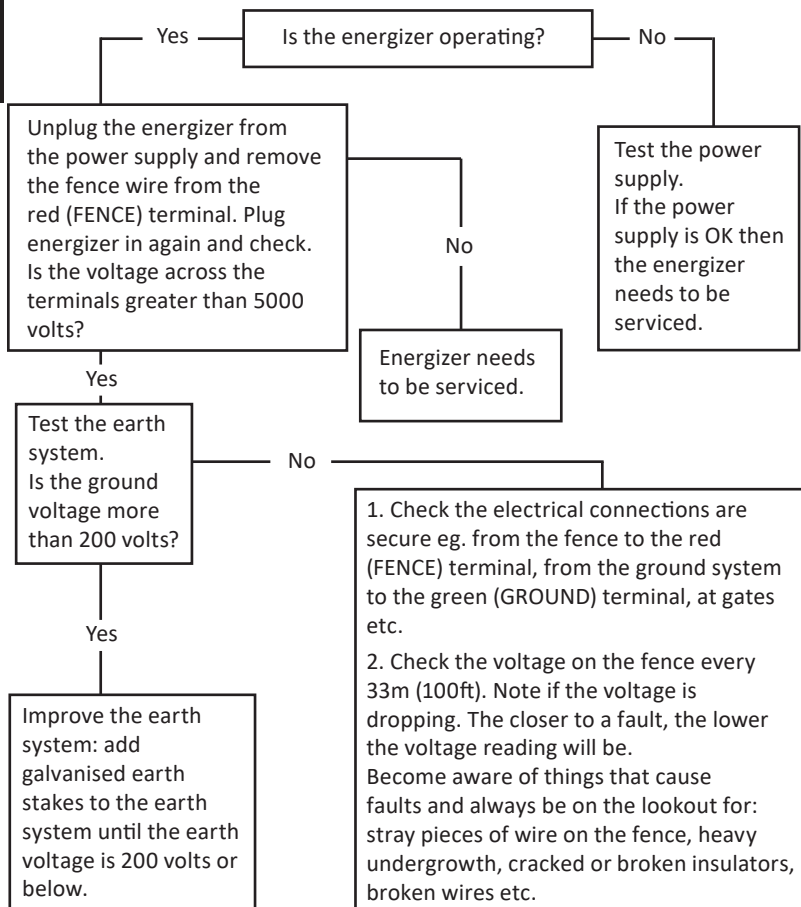 Is the energizer operating?
Yes
No
Unplug the energizer from
the power supply and remove
the fence wire from the
red (FENCE) terminal. Plug
energizer in again and check.
Is the voltage across the
terminals greater than 5000
volts?
Test the power
supply.
If the power
supply is OK then
the energizer
needs to be
serviced.
No
Energizer needs
to be serviced.
Yes
Test the earth
system.
Is the ground
voltage more
than 200 volts?
No
1. Check the electrical connections are
secure eg. from the fence to the red
(FENCE) terminal, from the ground system
to the green (GROUND) terminal, at gates
etc.
2. Check the voltage on the fence every
33m (100ft). Note if the voltage is
dropping. The closer to a fault, the lower
the voltage reading will be.
Become aware of things that cause
faults and always be on the lookout for:
stray pieces of wire on the fence, heavy
undergrowth, cracked or broken insulators,
broken wires etc.
Yes
Improve the earth
system: add
galvanised earth
stakes to the earth
system until the earth
voltage is 200 volts or
below.